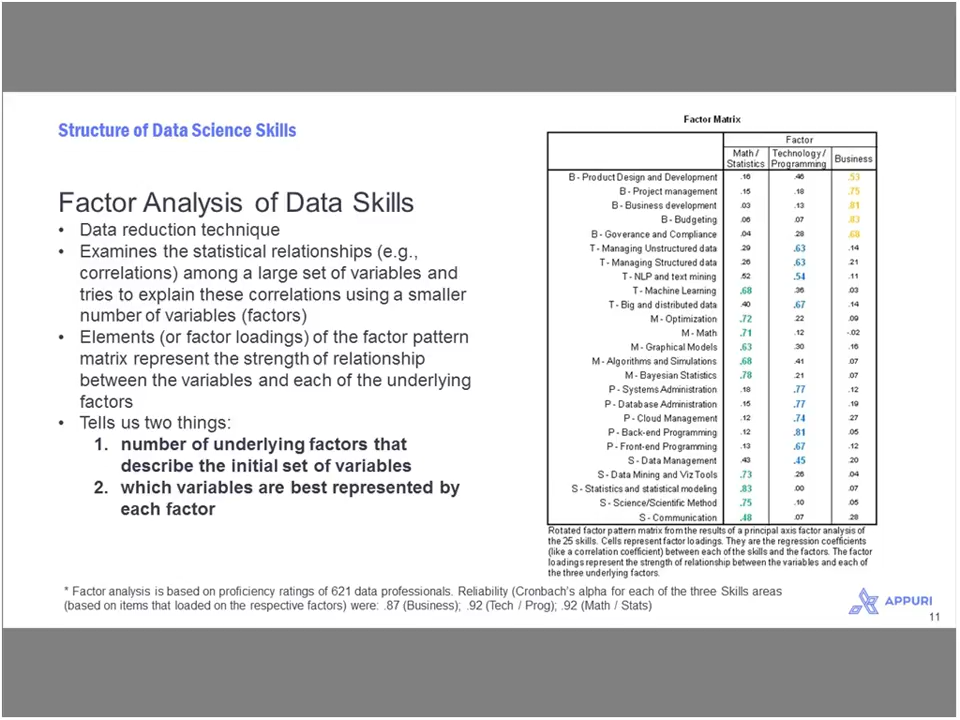 Structure of Data Science Skills
Factor Analysis of Data Skills
• Data reduction technique
• Examines the statistical relationships (e.g.,
correlations) among a large set of variables and
tries to explain these correlations using a smaller
number of variables (factors)
• Elements (or factor loadings) of the factor pattern
matrix represent the strength of relationship
between the variables and each of the underlying
factors
• Tells us two things:
1. number of underlying factors that
describe the initial set of variables
2. which variables are best represented by
each factor
Factor Matrix
Factor
Math / Statistics Technology / Programming Business
B - Product Design and Development .16 .46 .53
B - Project management .15 .18 .75
B - Business development .03 .13 .81
B - Budgeting .06 .07 .83
B - Goverance and Compliance .04 .28 .68
T - Managing Unstructured data .29 .63 .14
T - Managing Structured data .26 .63 .21
T - NLP and text mining .52 .54 .11
T - Machine Learning .68 .36 .03
T - Big and distributed data .40 .67 .14
M - Optimization .72 .22 .09
M - Math .71 .12 -.02
M - Graphical Models .63 .30 .16
M - Algorithms and Simulations .68 .41 .07
M - Bayesian Statistics .78 .21 .07
P - Systems Administration .18 .77 .12
P - Database Administration .15 .77 .19
P - Cloud Management .12 .74 .27
P - Back-end Programming .12 .81 .05
P - Front-end Programming .13 .67 .12
S - Data Management .43 .45 .20
S - Data Mining and Viz Tools .73 .26 .04
S - Statistics and statistical modeling .83 .00 .07
S - Science/Scientific Method .75 .10 .05
S - Communication .48 .07 .28
Rotated factor pattern matrix from the results of a principal axis factor analysis of
the 25 skills. Cells represent factor loadings. They are the regression coefficients
(like a correlation coefficient) between each of the skills and the factors. The factor
loadings represent the strength of relationship between the variables and each of
the three underlying factors.
* Factor analysis is based on proficiency ratings of 621 data professionals. Reliability (Cronbach's alpha for each of the three Skills areas
(based on items that loaded on the respective factors) were: .87 (Business); .92 (Tech / Prog); .92 (Math / Stats)
APPURI
11